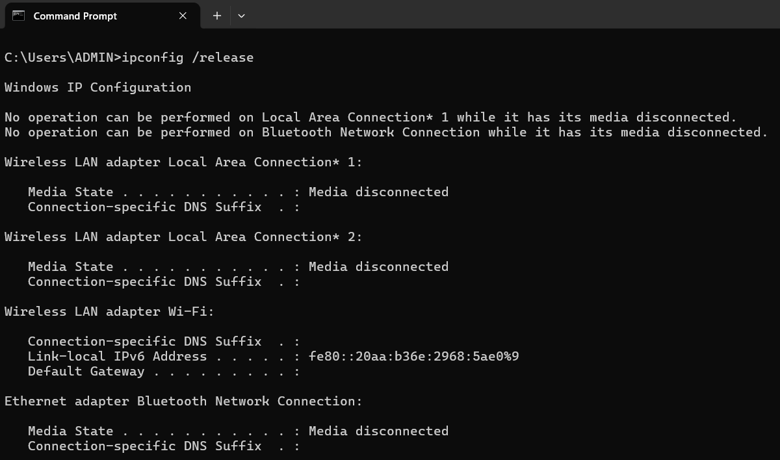 Command Prompt
C:\Users\ADMIN>ipconfig /release
Windows IP Configuration
No operation can be performed on Local Area Connection* 1 while it has its media disconnected.
No operation can be performed on Bluetooth Network Connection while it has its media disconnected.
Wireless LAN adapter Local Area Connection* 1:
Media State . . . . . . . . . . . : Media disconnected
Connection-specific DNS Suffix  . :
Wireless LAN adapter Local Area Connection* 2:
Media State . . . . . . . . . . . : Media disconnected
Connection-specific DNS Suffix  . :
Wireless LAN adapter Wi-Fi:
Connection-specific DNS Suffix  . :
Link-local IPv6 Address . . . . . : fe80::20aa:b36e:2968:5ae0%9
Default Gateway . . . . . . . . . :
Ethernet adapter Bluetooth Network Connection:
Media State . . . . . . . . . . . : Media disconnected
Connection-specific DNS Suffix  . :